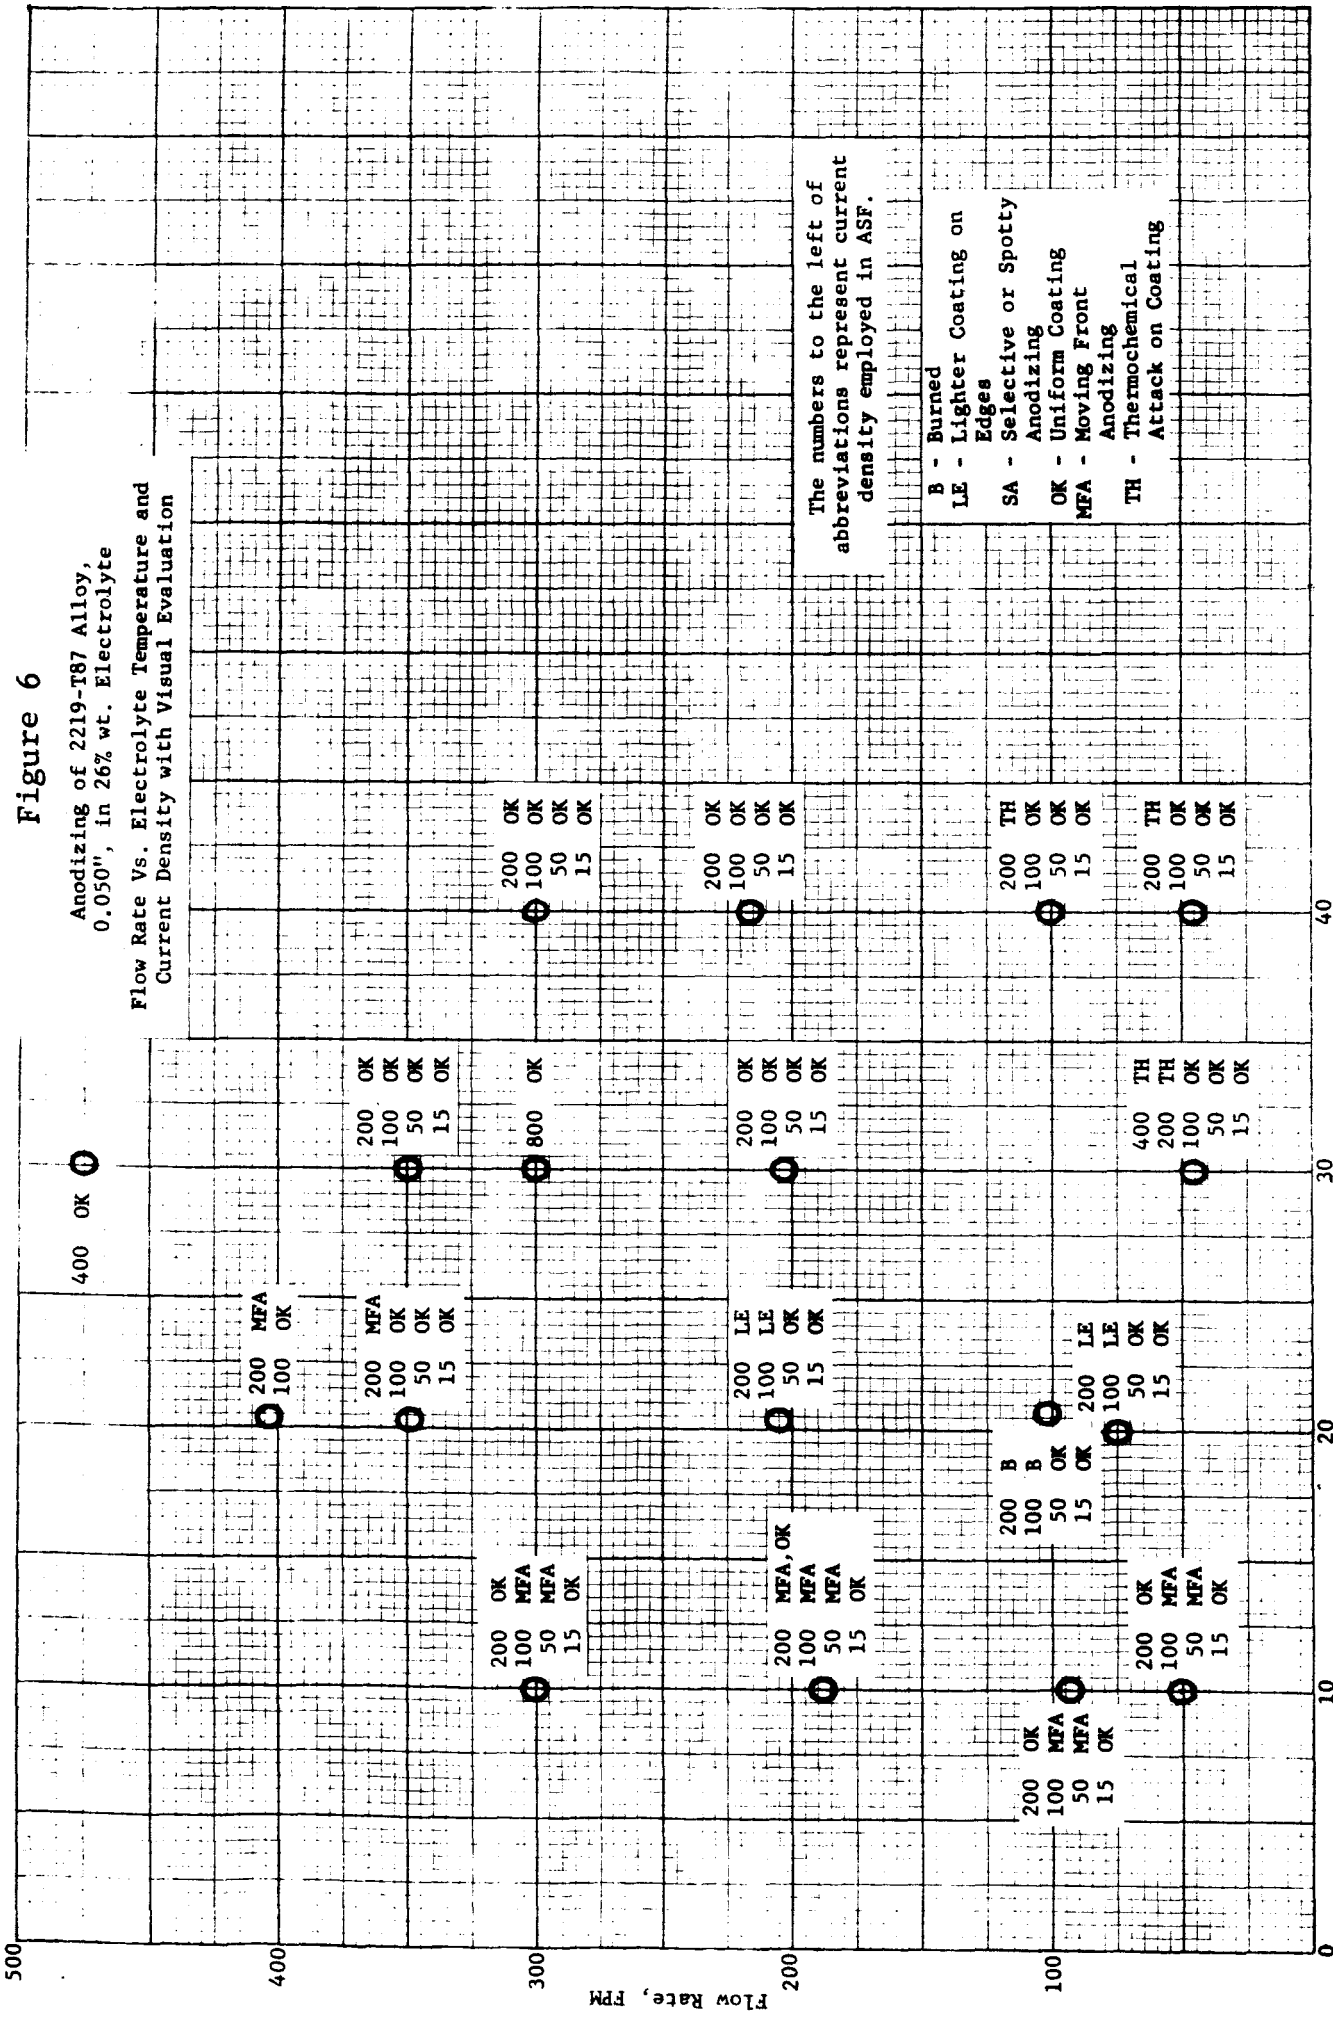 Figure 6
Anodizing of 2219-T87 Alloy,
0.050", in 26% wt. Electrolyte
Flow Rate Vs. Electrolyte Temperature and
Current Density with Visual Evaluation
500
400
300
200
100
0
10
20
30
40
Flow Rate, FPM
400 OK
200 MFA
100 OK
200 MFA
100 OK
50 OK
15 OK
200 OK
100 OK
50 OK
15 OK
800 OK
200 OK
100 OK
50 OK
15 OK
200 OK
100 MFA
50 MFA
15 OK
200 MFA,OK
100 MFA
50 MFA
15 OK
200 LE
100 LE
50 OK
15 OK
200 OK
100 OK
50 OK
15 OK
200 OK
100 OK
50 OK
15 OK
200 OK
100 MFA
50 MFA
15 OK
200 B
100 B
50 OK
15 OK
200 LE
100 LE
50 OK
15 OK
200 TH
100 OK
50 OK
15 OK
200 OK
100 MFA
50 MFA
15 OK
400 TH
200 TH
100 OK
50 OK
15 OK
200 TH
100 OK
50 OK
15 OK
The numbers to the left of
abbreviations represent current
density employed in ASF.
B - Burned
LE - Lighter Coating on
Edges
SA - Selective or Spotty
Anodizing
OK - Uniform Coating
MFA - Moving Front
Anodizing
TH - Thermochemical
Attack on Coating